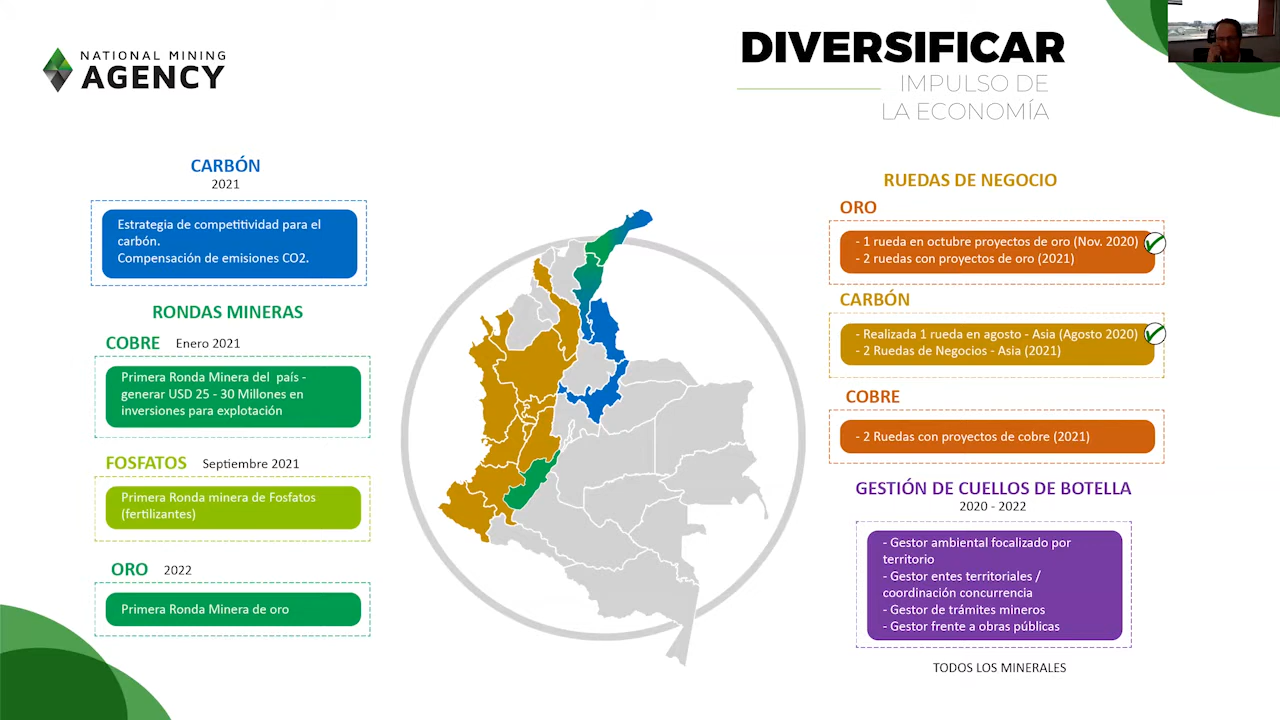 NATIONAL MINING
AGENCY
DIVERSIFICAR
IMPULSO DE
LA ECONOMÍA
CARBÓN
2021
Estrategia de competitividad para el
carbón.
Compensación de emisiones CO2.
RONDAS MINERAS
COBRE Enero 2021
Primera Ronda Minera del país -
generar USD 25 - 30 Millones en
inversiones para explotación
FOSFATOS Septiembre 2021
Primera Ronda minera de Fosfatos
(fertilizantes)
ORO 2022
Primera Ronda Minera de oro
RUEDAS DE NEGOCIO
ORO
- 1 rueda en octubre proyectos de oro (Nov. 2020)
- 2 ruedas con proyectos de oro (2021)
CARBÓN
- Realizada 1 rueda en agosto - Asia (Agosto 2020)
- 2 Ruedas de Negocios - Asia (2021)
COBRE
- 2 Ruedas con proyectos de cobre (2021)
GESTIÓN DE CUELLOS DE BOTELLA
2020 - 2022
- Gestor ambiental focalizado por
territorio
- Gestor entes territoriales /
coordinación concurrencia
- Gestor de trámites mineros
- Gestor frente a obras públicas
TODOS LOS MINERALES